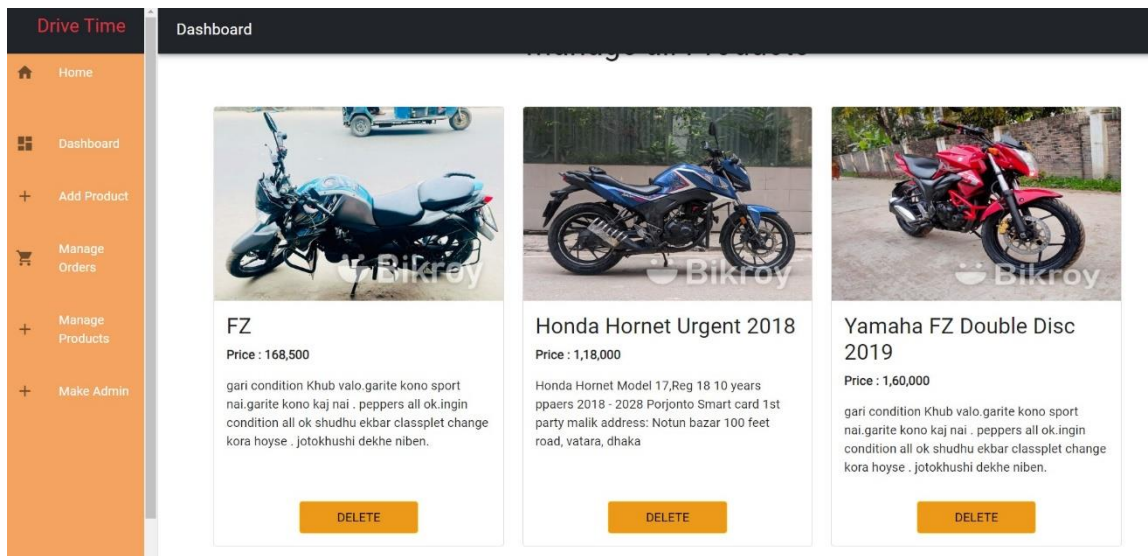 Drive Time
Dashboard
Manage all Products
Home
Dashboard
Add Product
Manage
Orders
Manage
Products
Make Admin
Bikroy
FZ
Price : 168,500
gari condition Khub valo.garite kono sport
nai.garite kono kaj nai . peppers all ok.ingin
condition all ok shudhu ekbar classplet change
kora hoyse . jotokhushi dekhe niben.
DELETE
Bikroy
Honda Hornet Urgent 2018
Price : 1,18,000
Honda Hornet Model 17,Reg 18 10 years
ppaers 2018 - 2028 Porjonto Smart card 1st
party malik address: Notun bazar 100 feet
road, vatara, dhaka
DELETE
Bikroy
Yamaha FZ Double Disc
2019
Price : 1,60,000
gari condition Khub valo.garite kono sport
nai.garite kono kaj nai . peppers all ok.ingin
condition all ok shudhu ekbar classplet change
kora hoyse . jotokhushi dekhe niben.
DELETE